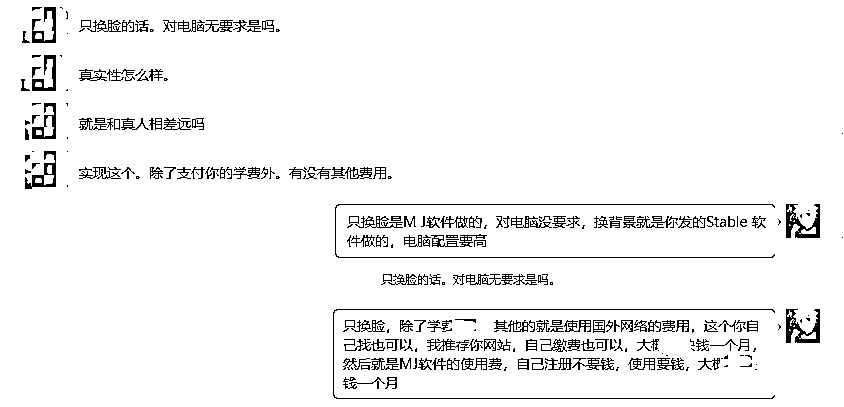 只换脸的话。对电脑无要求是吗。
真实性怎么样。
就是和真人相差远吗
实现这个。除了支付你的学费外。有没有其他费用。
只换脸是MJ软件做的，对电脑没要求，换背景就是你发的Stable 软
件做的，电脑配置要高
只换脸的话。对电脑无要求是吗。
只换脸，除了学 其他的就是使用国外网络的费用，这个你自
己找也可以，我推荐你网站，自己缴费也可以，大 钱一个月，
然后就是MJ软件的使用费，自己注册不要钱，使用要钱，大
钱一个月